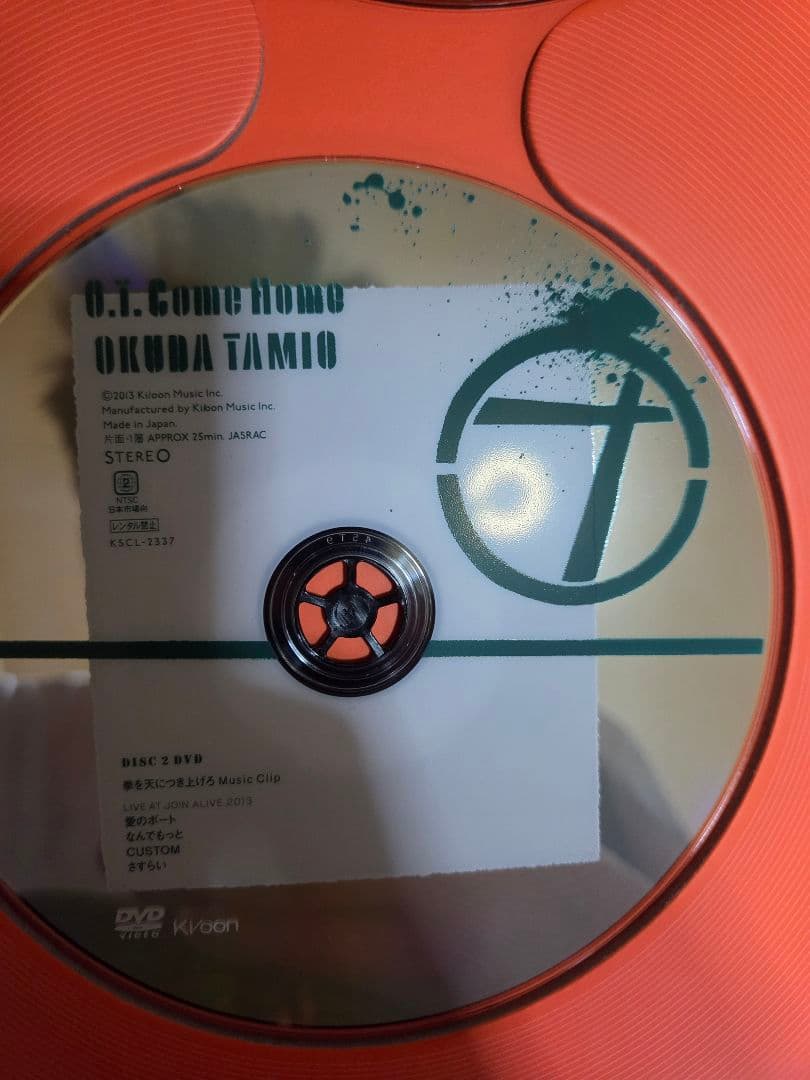 O.T. Come Home
OKUDA TAMIO
©2013 Ki/oon Music Inc.
Manufactured by Ki/oon Music Inc.
Made in Japan.
片面・1層 APPROX 25min. JASRAC
STEREO
2
NTSC
日本市場向
レンタル禁止
KSCL-2337
DISC 2 DVD
拳を天につき上げろ Music Clip
LIVE AT JOIN ALIVE 2013
愛のボート
なんでもっと
CUSTOM
さすらい
DVD
VIDEO
Ki/oon